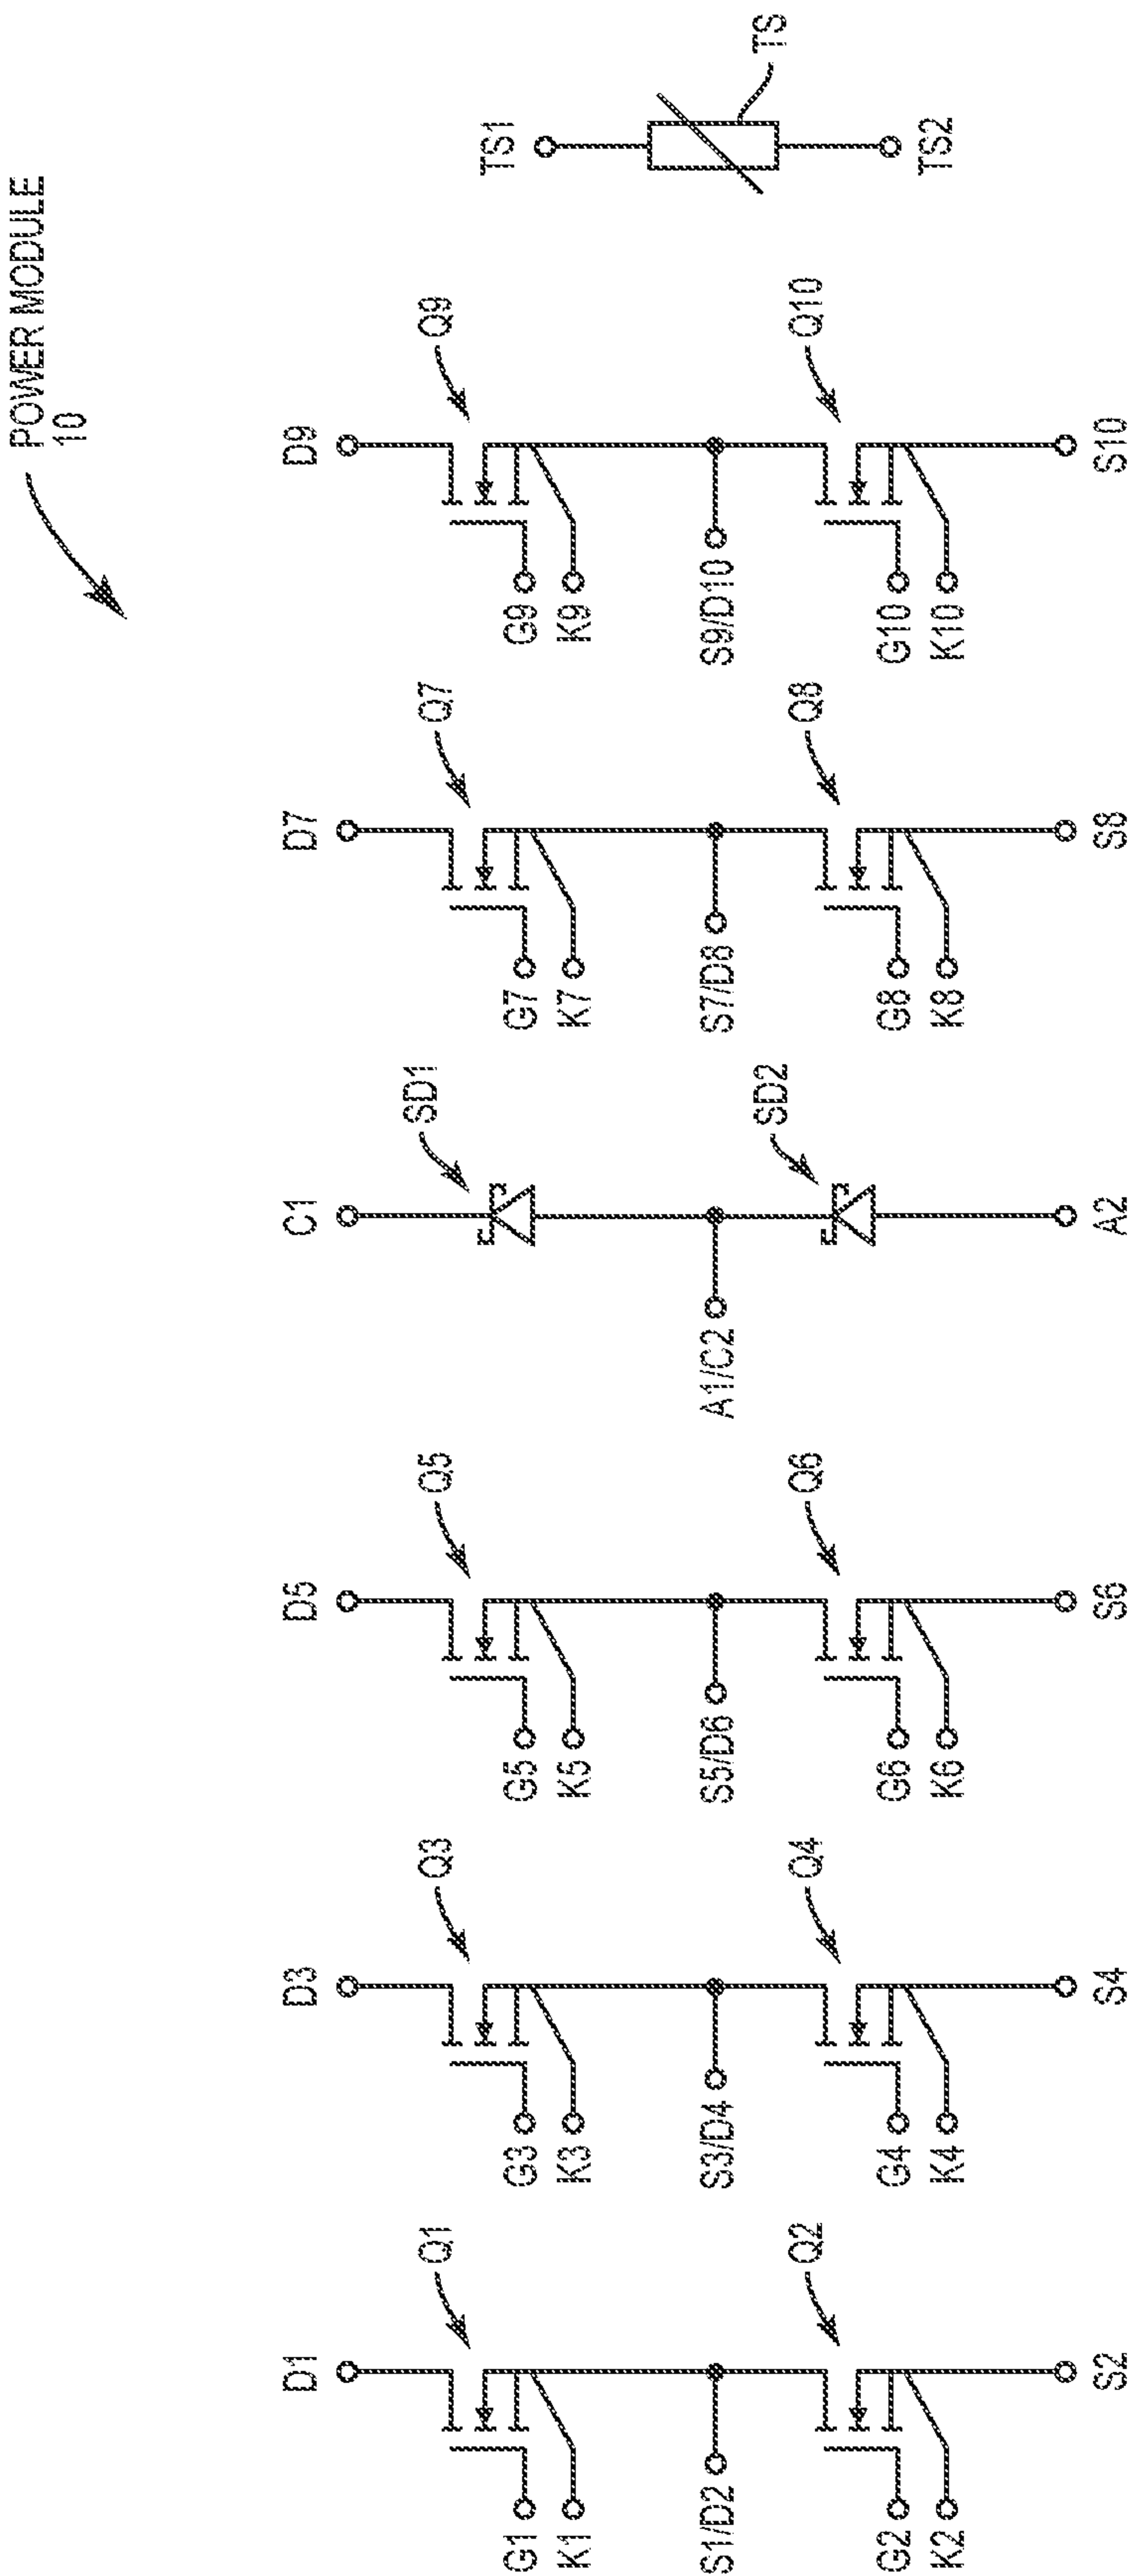 POWER MODULE
10
D1 D3 D5 C1 D7 D9
Q1 Q3 Q5 SD1 Q7 Q9
TS1
G1 G3 G5 G7 G9
K1 K3 K5 K7 K9
S1/D2 S3/D4 S5/D6 A1/C2 S7/D8 S9/D10
SD2 TS
Q2 Q4 Q6 Q8 Q10
G2 G4 G6 G8 G10
K2 K4 K6 K8 K10 TS2
S2 S4 S6 A2 S8 S10